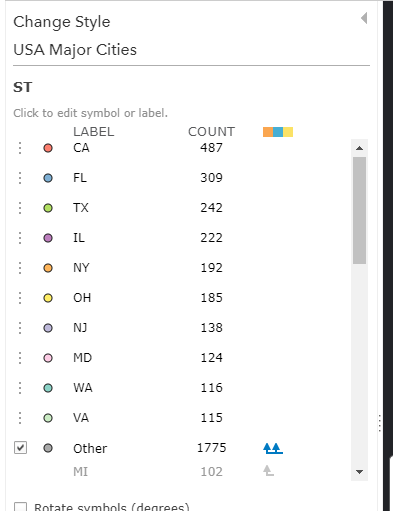 Change Style
USA Major Cities
ST
Click to edit symbol or label.
LABEL COUNT
CA 487
FL 309
TX 242
IL 222
NY 192
OH 185
NJ 138
MD 124
WA 116
VA 115
Other 1775
MI 102
Rotate symbols (degrees)